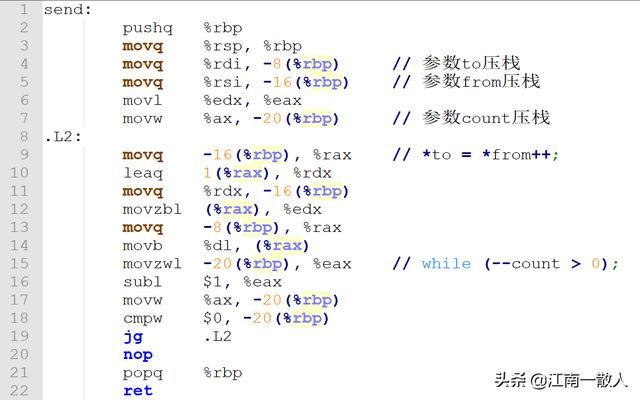 1 send:
2 pushq %rbp
3 movq %rsp, %rbp
4 movq %rdi, -8(%rbp) // 参数to压栈
5 movq %rsi, -16(%rbp) // 参数from压栈
6 movl %edx, %eax
7 movw %ax, -20(%rbp) // 参数count压栈
8 .L2:
9 movq -16(%rbp), %rax // *to = *from++;
10 leaq 1(%rax), %rdx
11 movq %rdx, -16(%rbp)
12 movzbl (%rax), %edx
13 movq -8(%rbp), %rax
14 movb %dl, (%rax)
15 movzwl -20(%rbp), %eax // while (--count > 0);
16 subl $1, %eax
17 movw %ax, -20(%rbp)
18 cmpw $0, -20(%rbp)
19 jg .L2
20 nop
21 popq %rbp
22 ret
头条 @江南一散人